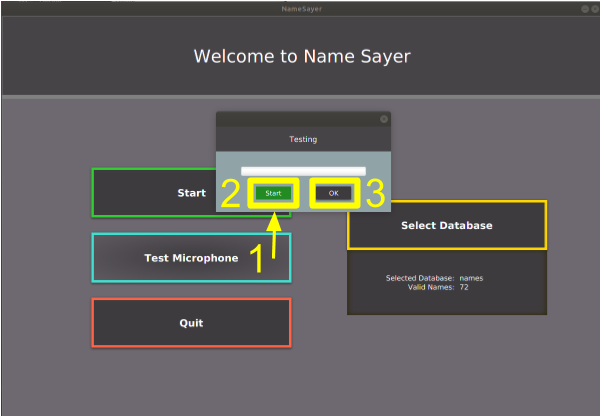 NameSayer
Welcome to Name Sayer
Testing
2
Start
OK
3
Start
1
Test Microphone
Quit
Select Database
Selected Database: names
Valid Names: 72